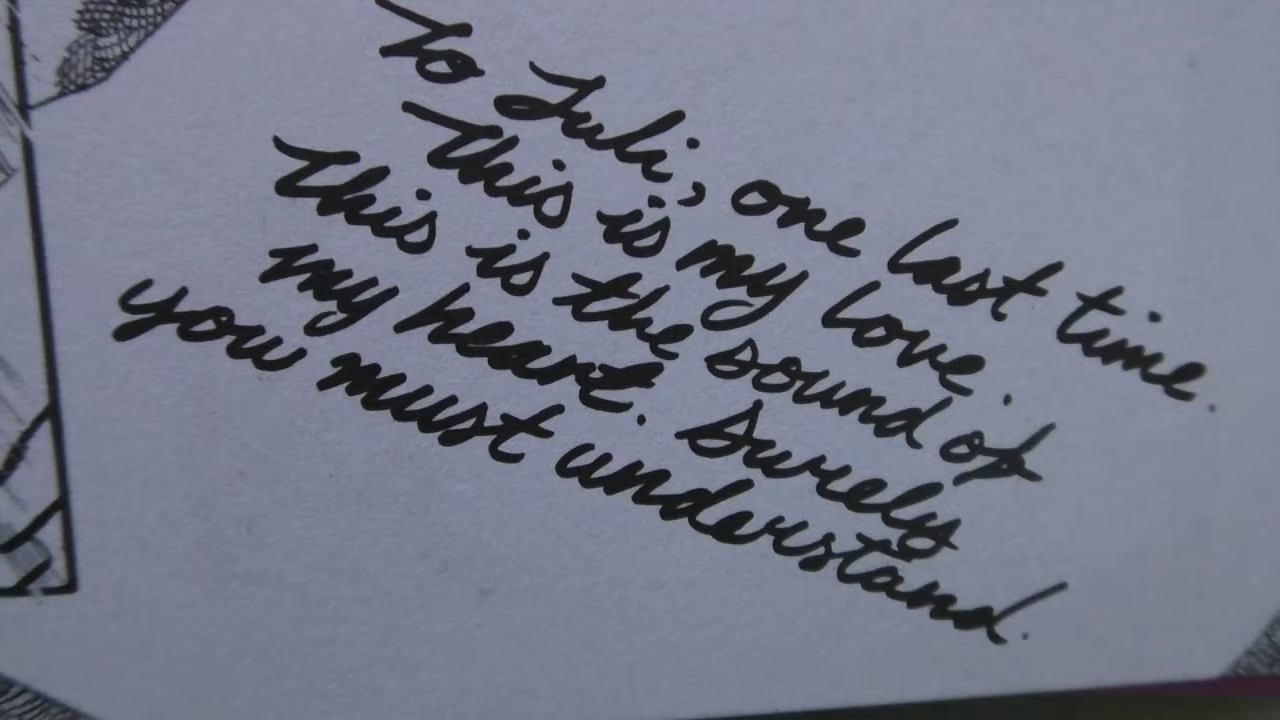 To Juli, one last time.
This is my love.
This is the sound of
my heart. Surely
you must understand.